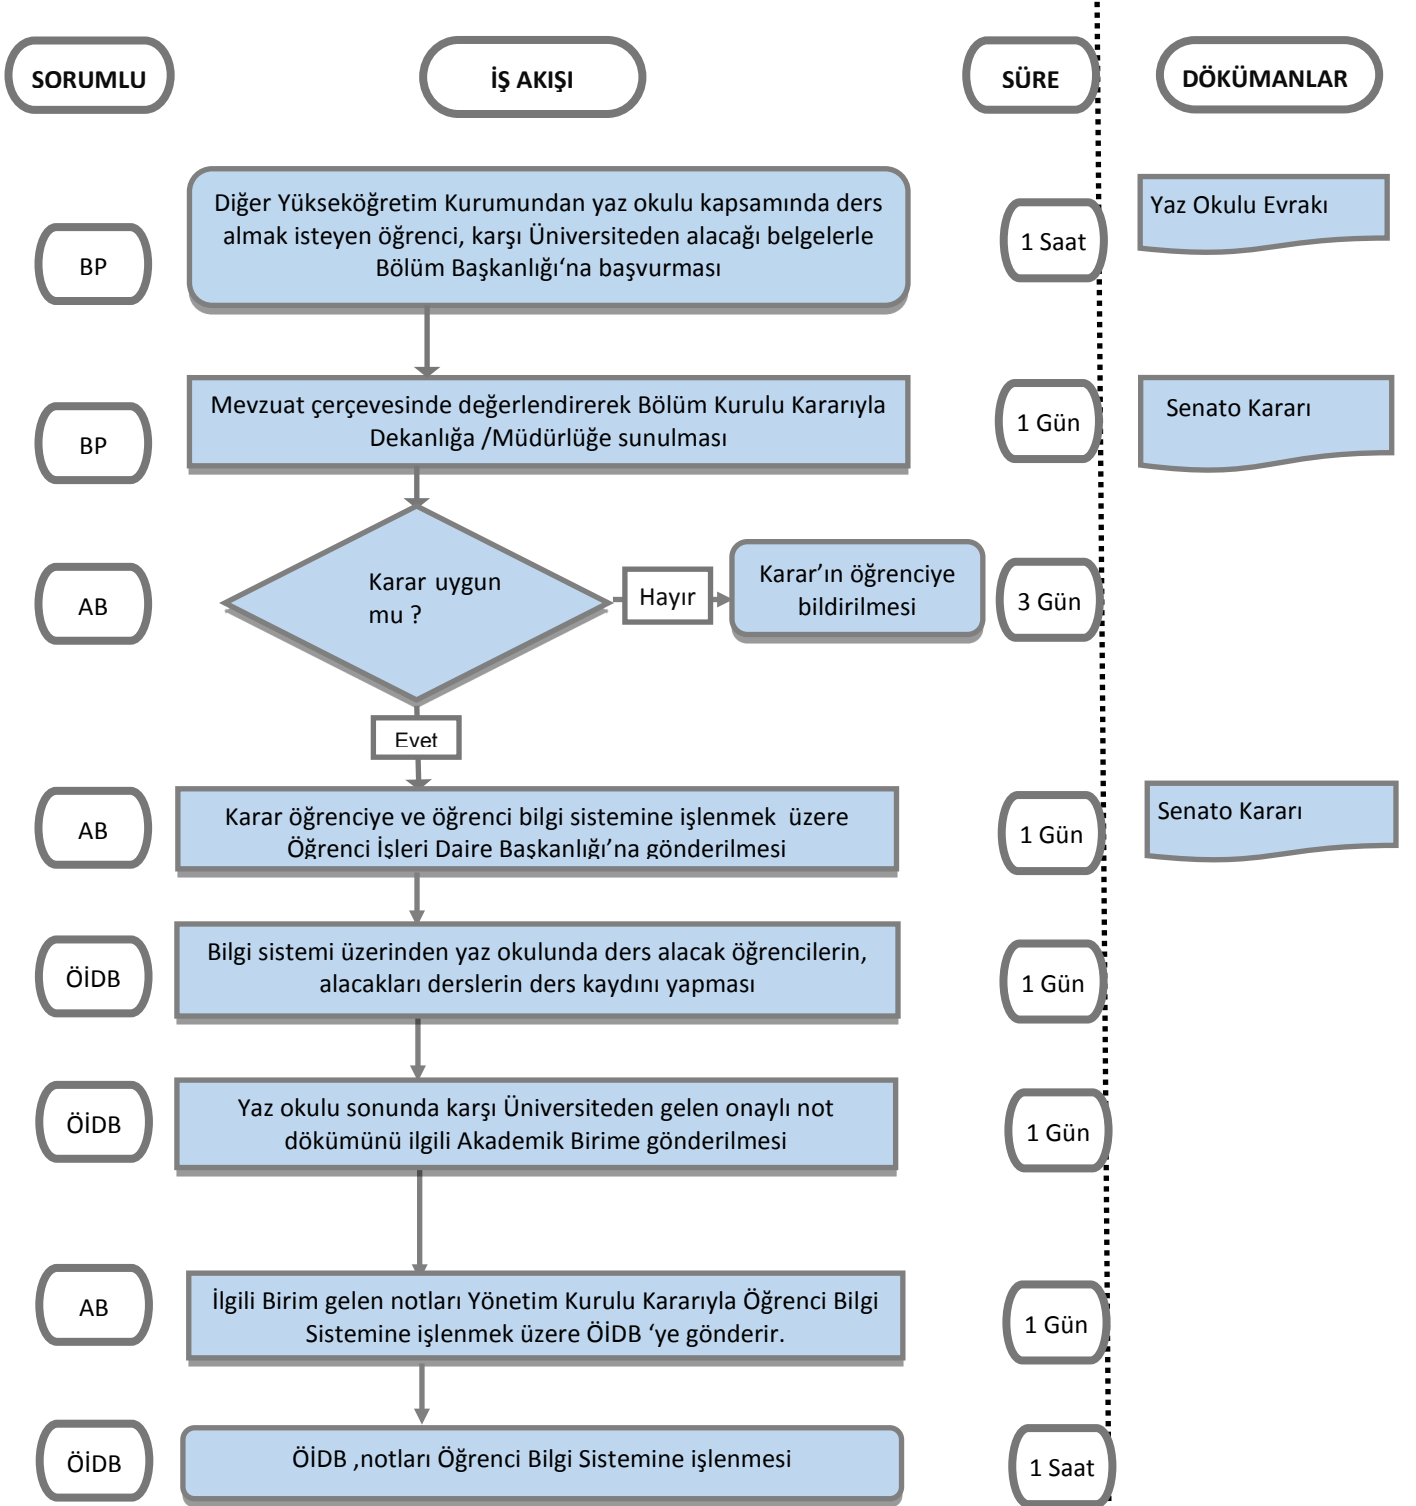 SORUMLU
İŞ AKIŞI
SÜRE
DÖKÜMANLAR
BP
Diğer Yükseköğretim Kurumundan yaz okulu kapsamında ders
almak isteyen öğrenci, karşı Üniversiteden alacağı belgelerle
Bölüm Başkanlığı‘na başvurması
1 Saat
Yaz Okulu Evrakı
BP
Mevzuat çerçevesinde değerlendirerek Bölüm Kurulu Kararıyla
Dekanlığa /Müdürlüğe sunulması
1 Gün
Senato Kararı
AB
Karar uygun
mu ?
Hayır
Karar’ın öğrenciye
bildirilmesi
3 Gün
Evet
AB
Karar öğrenciye ve öğrenci bilgi sistemine işlenmek üzere
Öğrenci İşleri Daire Başkanlığı’na gönderilmesi
1 Gün
Senato Kararı
ÖİDB
Bilgi sistemi üzerinden yaz okulunda ders alacak öğrencilerin,
alacakları derslerin ders kaydını yapması
1 Gün
ÖİDB
Yaz okulu sonunda karşı Üniversiteden gelen onaylı not
dökümünü ilgili Akademik Birime gönderilmesi
1 Gün
AB
İlgili Birim gelen notları Yönetim Kurulu Kararıyla Öğrenci Bilgi
Sistemine işlenmek üzere ÖİDB ‘ye gönderir.
1 Gün
ÖİDB
ÖİDB ,notları Öğrenci Bilgi Sistemine işlenmesi
1 Saat